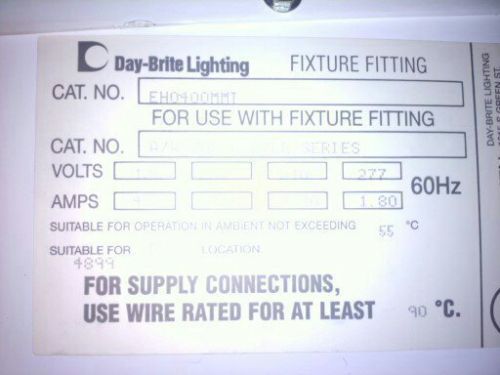 Day-Brite Lighting FIXTURE FITTING
CAT. NO. EH0400MMT
FOR USE WITH FIXTURE FITTING
CAT. NO. SERIES
VOLTS 277
AMPS 1.80
60Hz
SUITABLE FOR OPERATION IN AMBIENT NOT EXCEEDING 55 °C
SUITABLE FOR LOCATION.
4899
FOR SUPPLY CONNECTIONS,
USE WIRE RATED FOR AT LEAST 90 °C.
DAY-BRITE LIGHTING
S GREEN ST